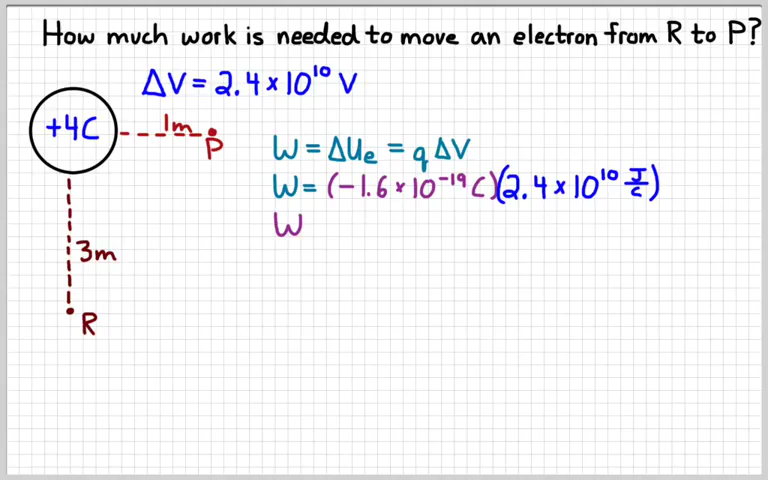 How much work is needed to move an electron from R to P?
ΔV = 2.4 × 10¹⁰ V
+4C
1m
P
W = ΔUₑ = q ΔV
W = (-1.6 × 10⁻¹⁹ C)(2.4 × 10¹⁰ J/C)
W
3m
R